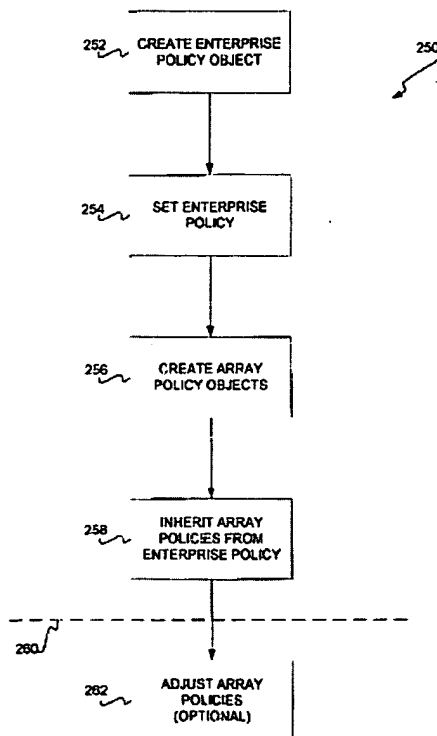 252
CREATE ENTERPRISE
POLICY OBJECT
250
254
SET ENTERPRISE
POLICY
256
CREATE ARRAY
POLICY OBJECTS
258
INHERIT ARRAY
POLICIES FROM
ENTERPRISE POLICY
260
262
ADJUST ARRAY
POLICIES
(OPTIONAL)